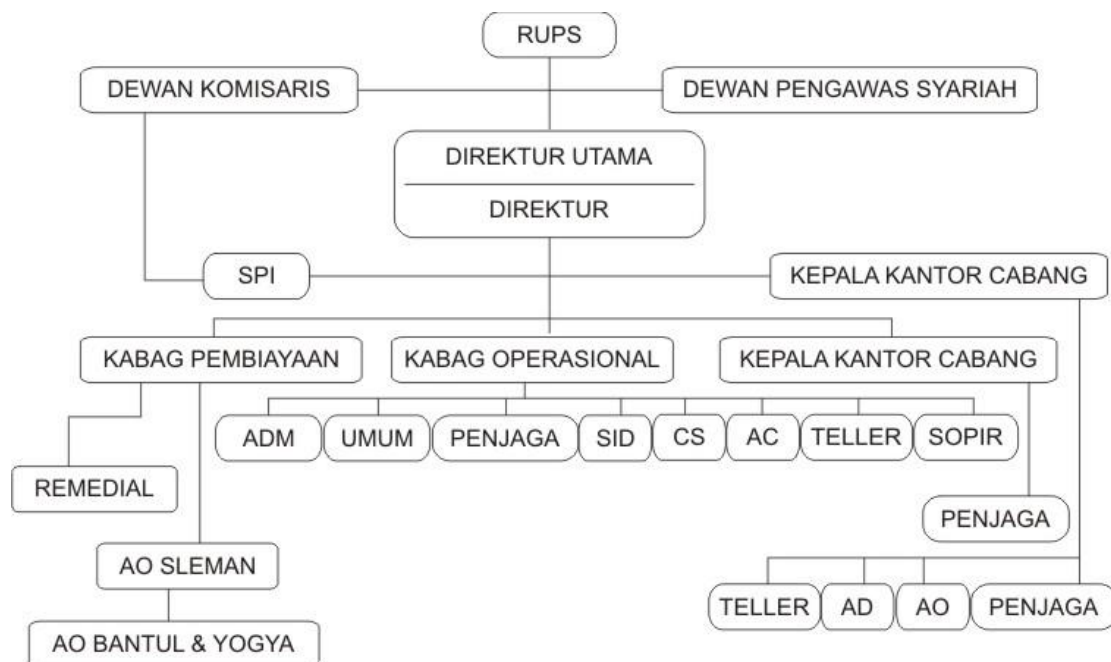 RUPS
DEWAN KOMISARIS
DEWAN PENGAWAS SYARIAH
DIREKTUR UTAMA
DIREKTUR
SPI
KEPALA KANTOR CABANG
KABAG PEMBIAYAAN
KABAG OPERASIONAL
KEPALA KANTOR CABANG
ADM
UMUM
PENJAGA
SID
CS
AC
TELLER
SOPIR
REMEDIAL
PENJAGA
AO SLEMAN
TELLER
AD
AO
PENJAGA
AO BANTUL & YOGYA